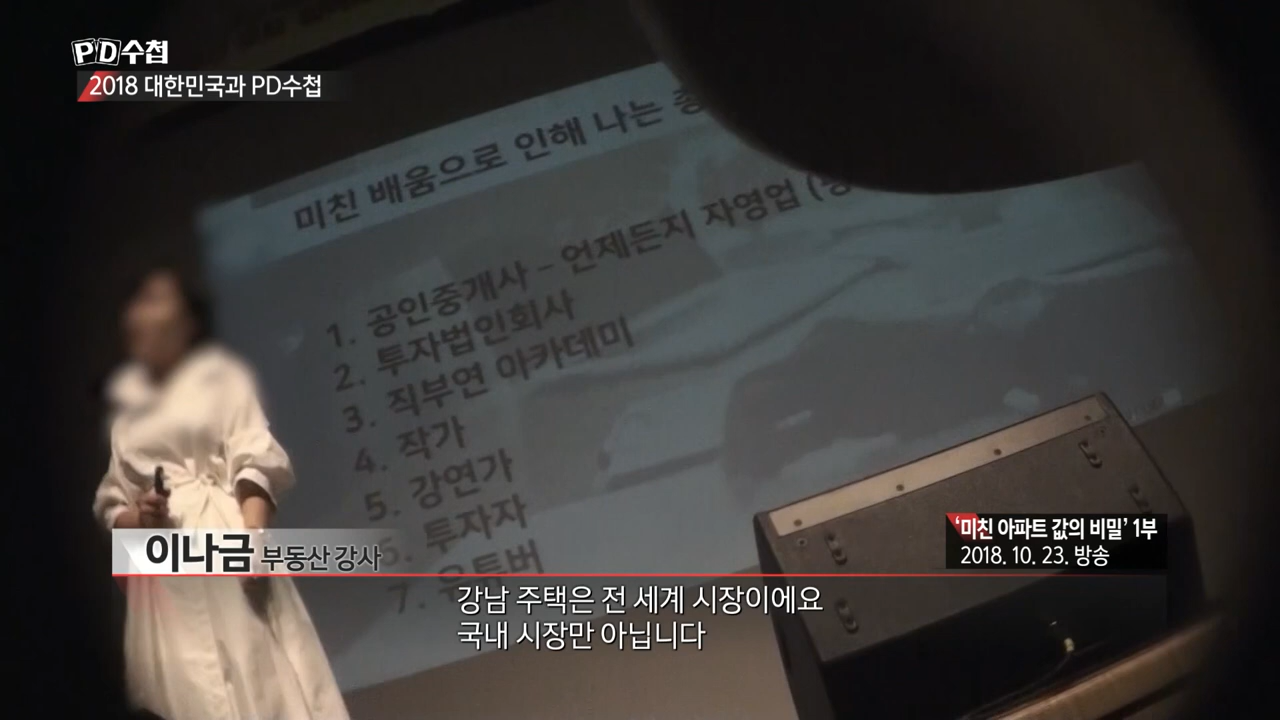 PD수첩
2018 대한민국과 PD수첩
미친 배움으로 인해 나는
1. 공인중개사 - 언제든지 자영업
2. 투자법인회사
3. 직부연 아카데미
4. 작가
5. 강연가
6. 투자자
7. 유튜버
이나금 부동산 강사
'미친 아파트 값의 비밀' 1부
2018. 10. 23. 방송
강남 주택은 전 세계 시장이에요
국내 시장만 아닙니다